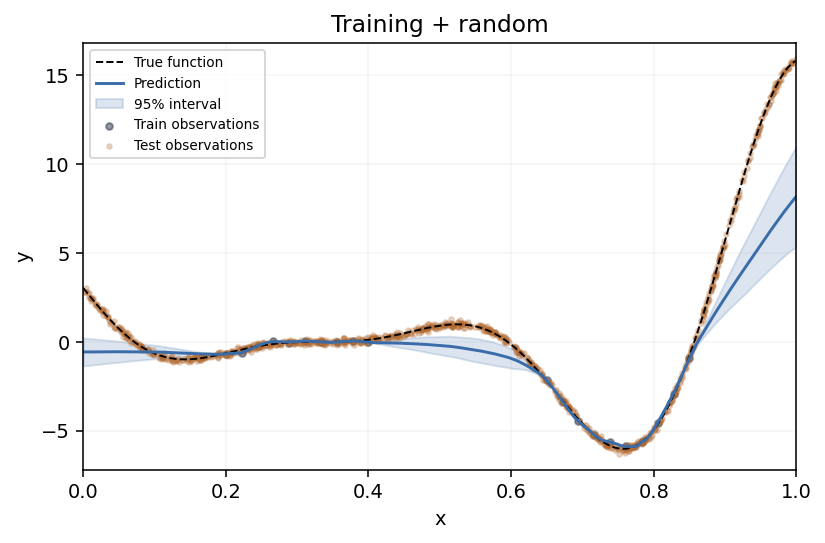 Training + random
True function
Prediction
95% interval
Train observations
Test observations
15
10
5
0
−5
y
0.0 0.2 0.4 0.6 0.8 1.0
x